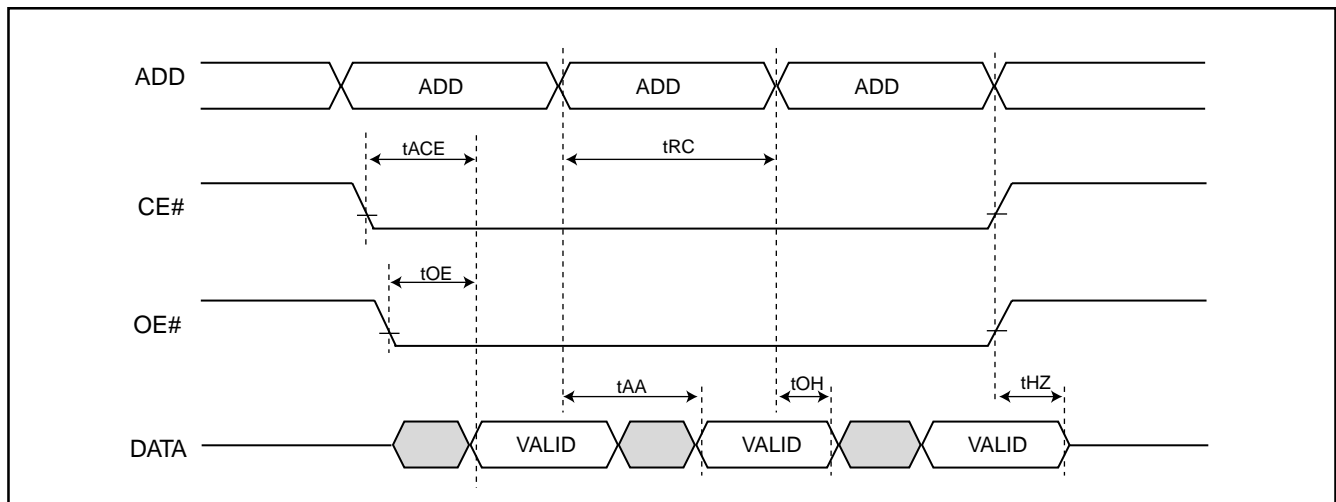 ADD ADD ADD ADD
tACE tRC
CE#
tOE
OE#
tAA tOH tHZ
DATA VALID VALID VALID